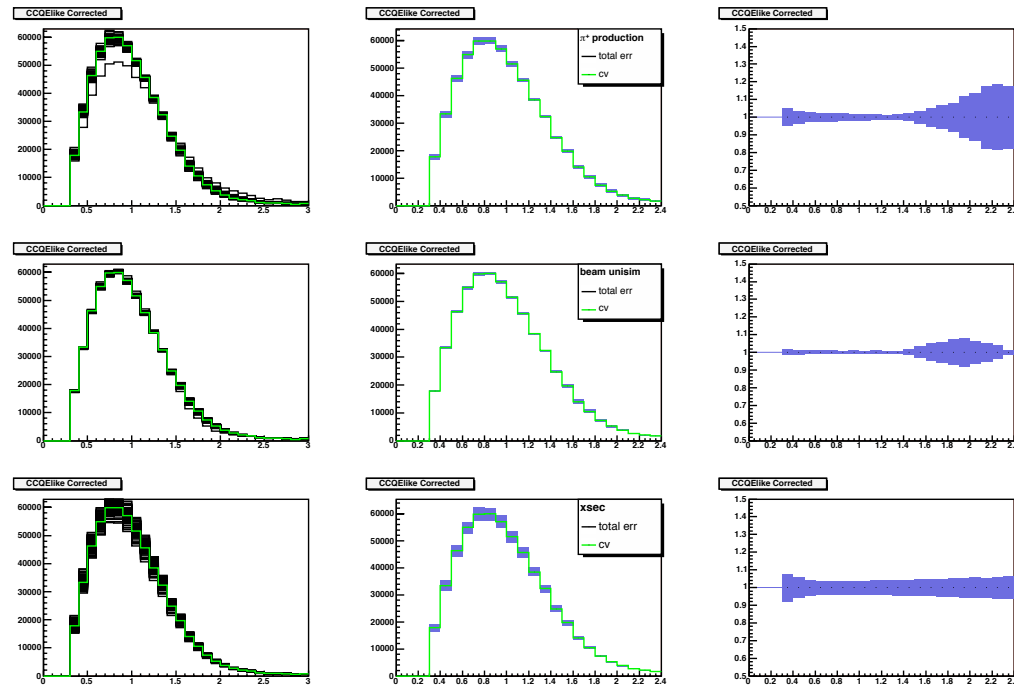 CCQElike Corrected
60000
50000
40000
30000
20000
10000
0
0 0.5 1 1.5 2 2.5 3
CCQElike Corrected
π⁺ production
total err
cv
60000
50000
40000
30000
20000
10000
0
0 0.2 0.4 0.6 0.8 1 1.2 1.4 1.6 1.8 2 2.2 2.4
CCQElike Corrected
1.5
1.4
1.3
1.2
1.1
1
0.9
0.8
0.7
0.6
0.5
0 0.2 0.4 0.6 0.8 1 1.2 1.4 1.6 1.8 2 2.2 2.4
CCQElike Corrected
60000
50000
40000
30000
20000
10000
0
0 0.5 1 1.5 2 2.5 3
CCQElike Corrected
beam unisim
total err
cv
60000
50000
40000
30000
20000
10000
0
0 0.2 0.4 0.6 0.8 1 1.2 1.4 1.6 1.8 2 2.2 2.4
CCQElike Corrected
1.5
1.4
1.3
1.2
1.1
1
0.9
0.8
0.7
0.6
0.5
0 0.2 0.4 0.6 0.8 1 1.2 1.4 1.6 1.8 2 2.2 2.4
CCQElike Corrected
60000
50000
40000
30000
20000
10000
0
0 0.5 1 1.5 2 2.5 3
CCQElike Corrected
xsec
total err
cv
60000
50000
40000
30000
20000
10000
0
0 0.2 0.4 0.6 0.8 1 1.2 1.4 1.6 1.8 2 2.2 2.4
CCQElike Corrected
1.5
1.4
1.3
1.2
1.1
1
0.9
0.8
0.7
0.6
0.5
0 0.2 0.4 0.6 0.8 1 1.2 1.4 1.6 1.8 2 2.2 2.4